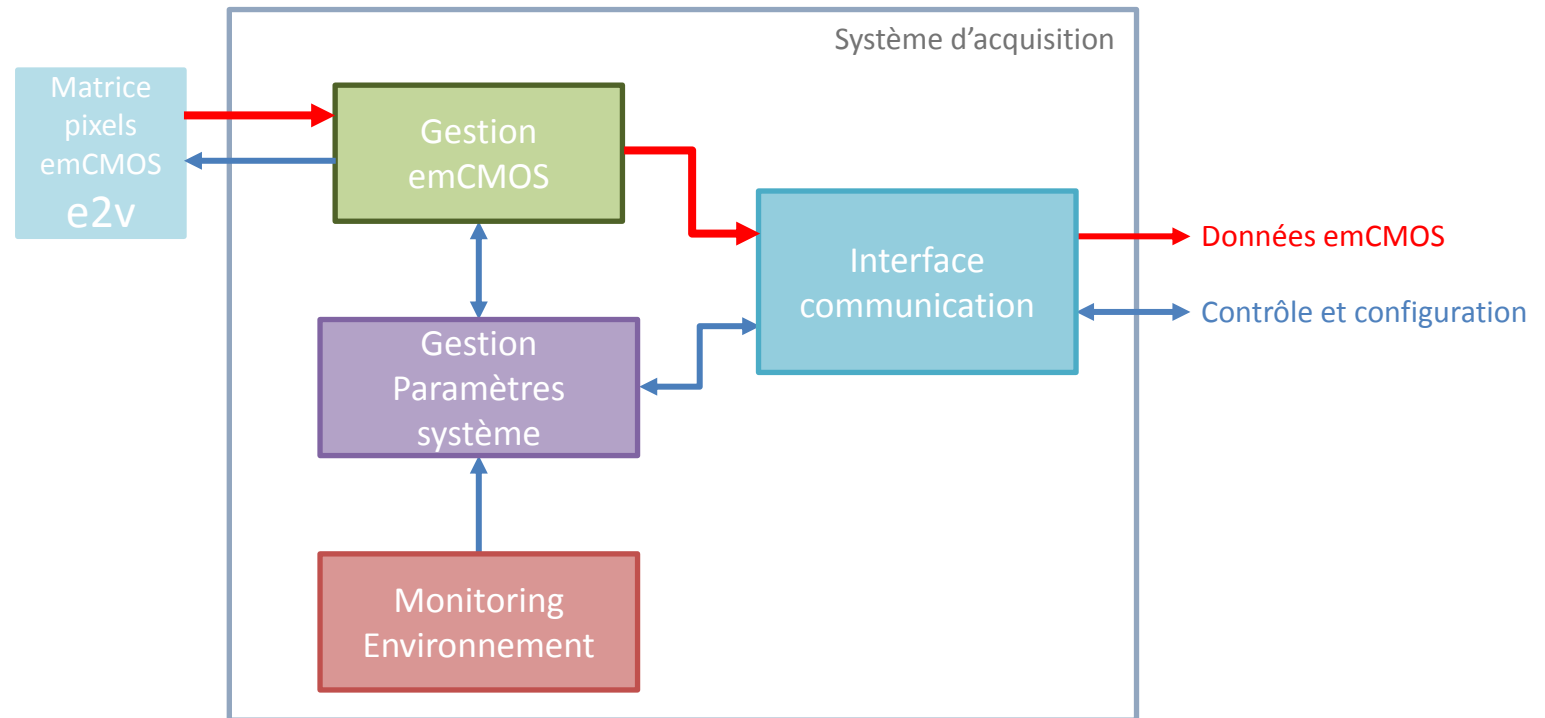 Système d’acquisition
Matrice
pixels
emCMOS
e2v
Gestion
emCMOS
Interface
communication
Données emCMOS
Contrôle et configuration
Gestion
Paramètres
système
Monitoring
Environnement